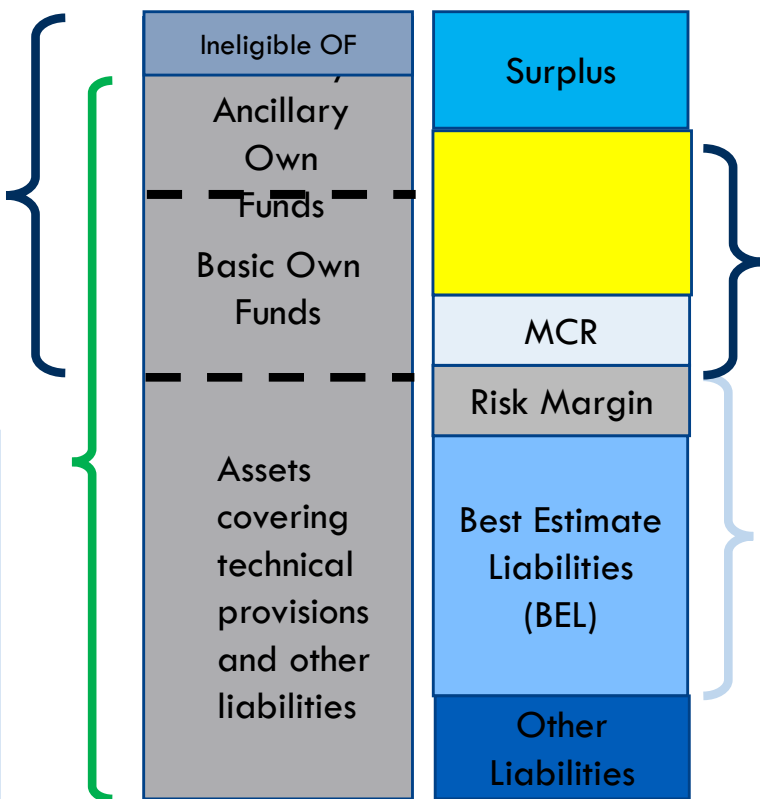 Ineligible OF
Ancillary
Own
Funds
Basic Own
Funds
Assets
covering
technical
provisions
and other
liabilities
Surplus
MCR
Risk Margin
Best Estimate
Liabilities
(BEL)
Other
Liabilities